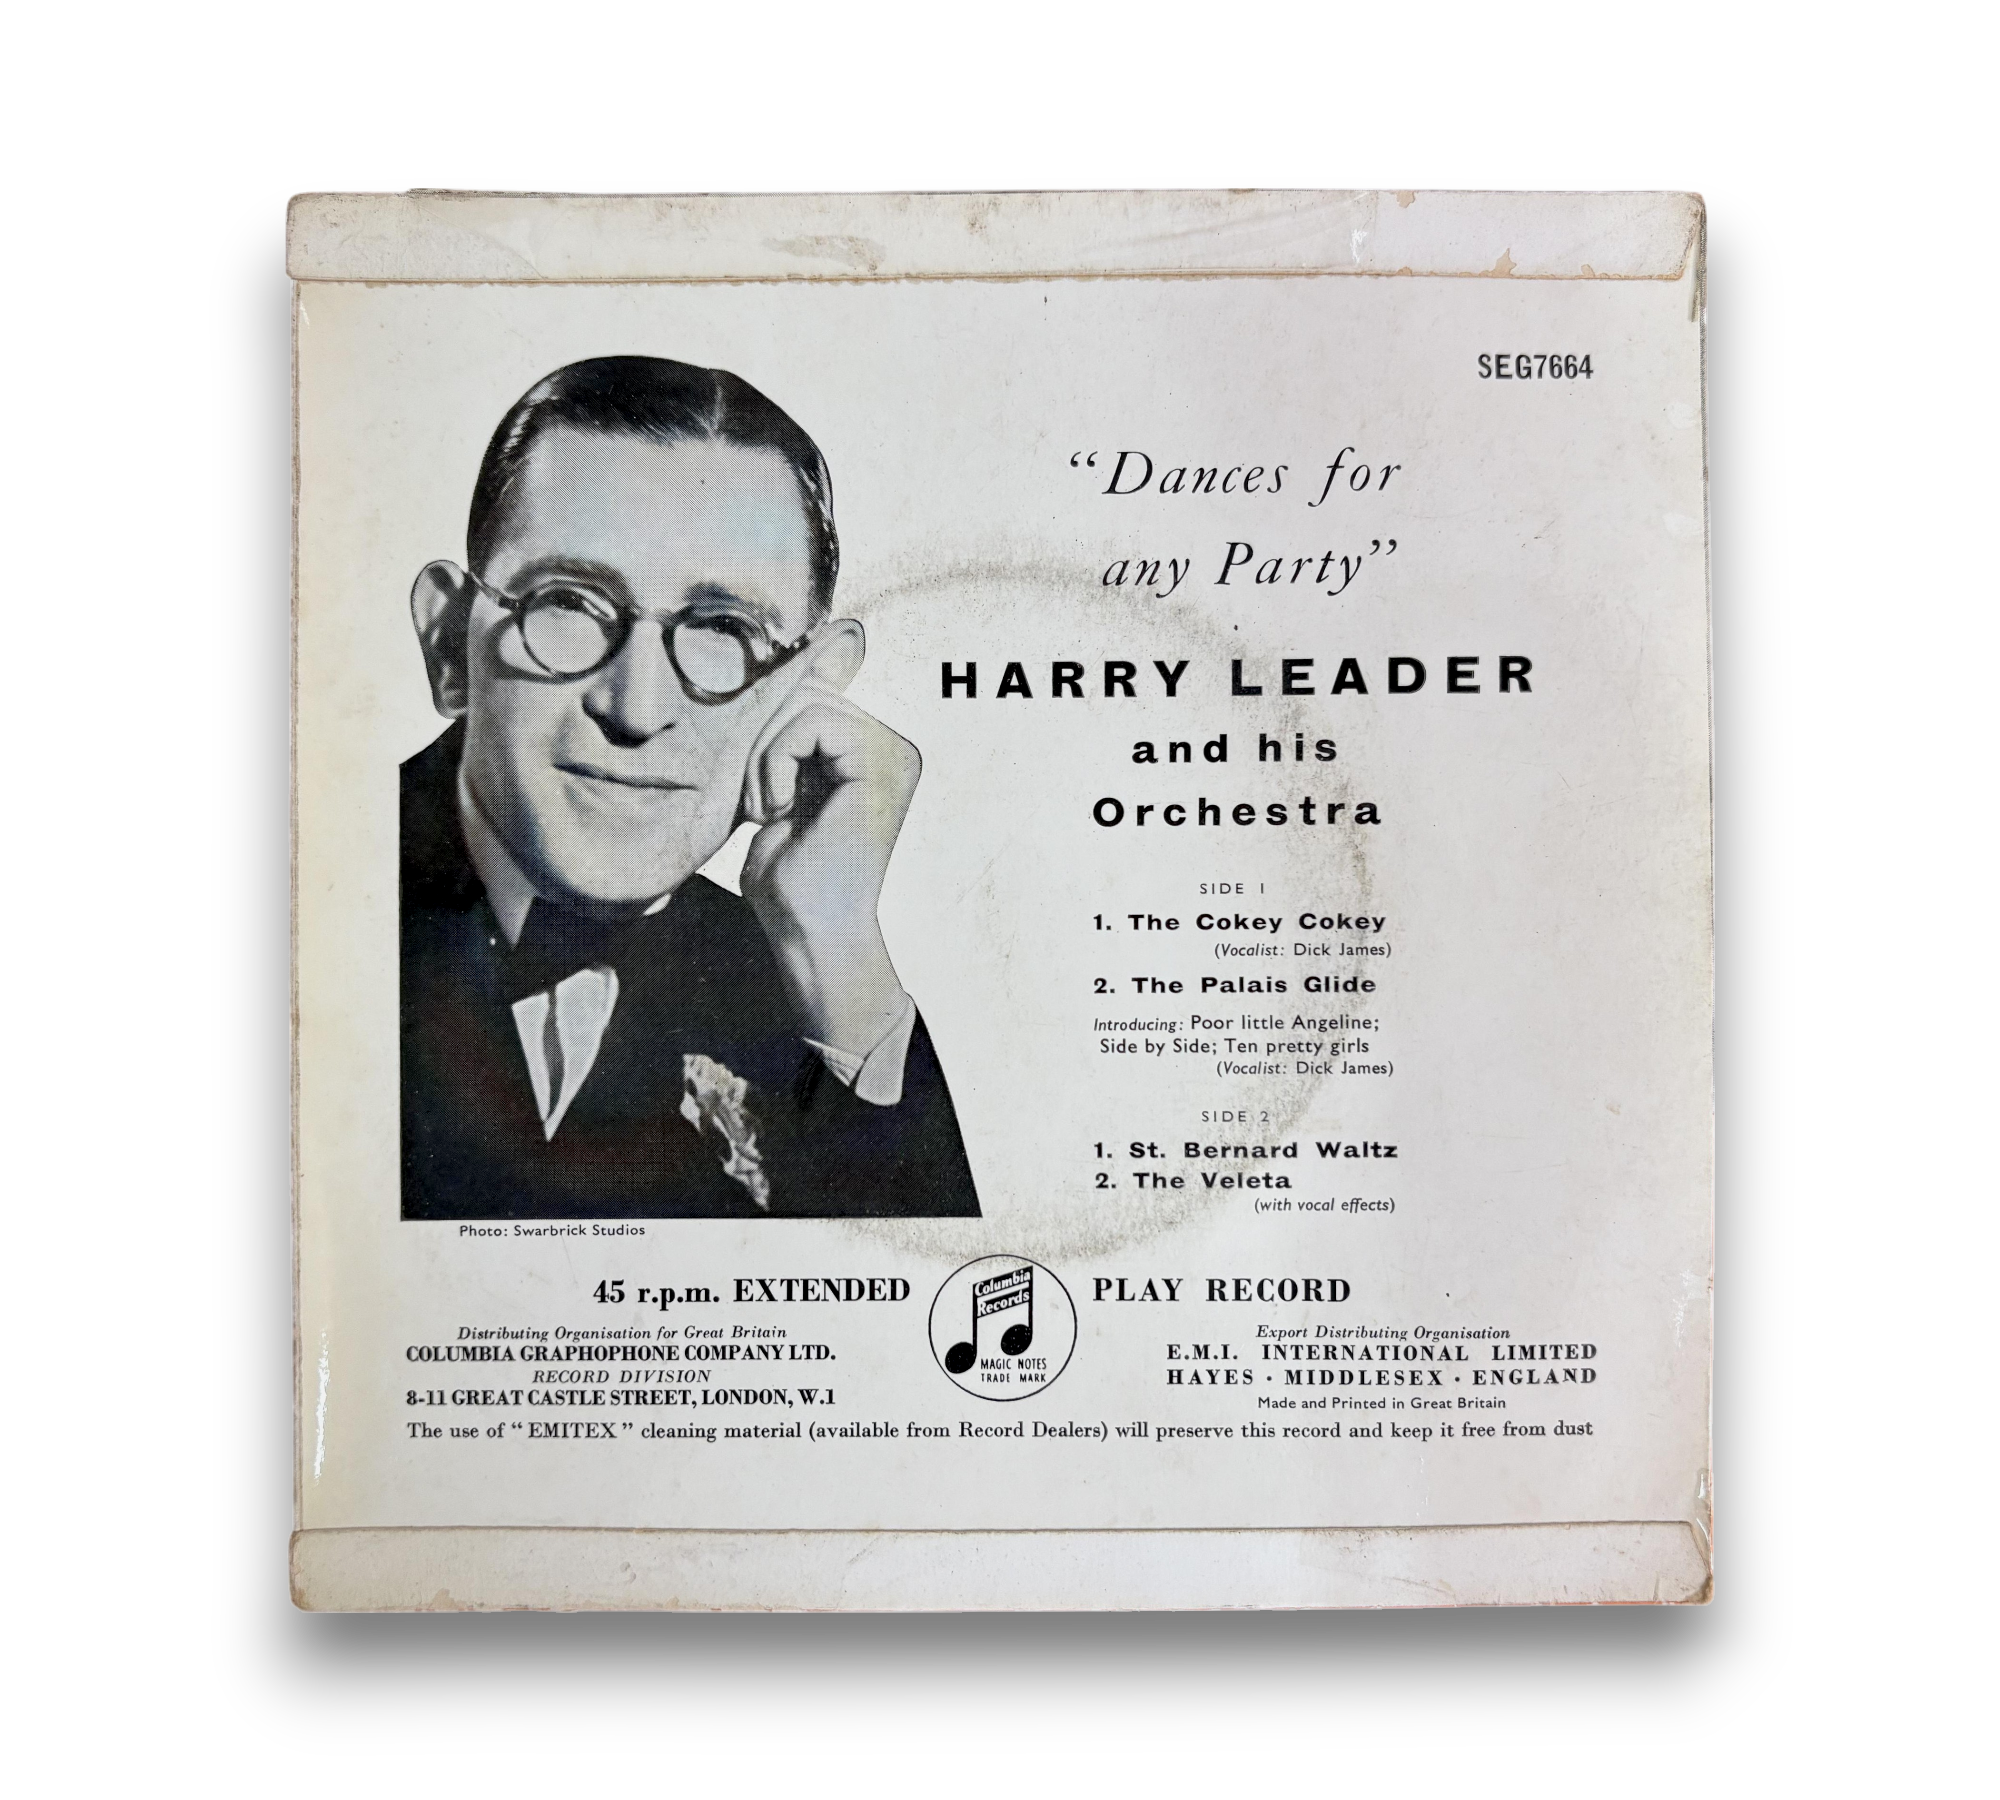 SEG7664
“Dances for
any Party”
HARRY LEADER
and his
Orchestra
SIDE 1
1. The Cokey Cokey
(Vocalist: Dick James)
2. The Palais Glide
Introducing: Poor little Angeline;
Side by Side; Ten pretty girls
(Vocalist: Dick James)
SIDE 2
1. St. Bernard Waltz
2. The Veleta
(with vocal effects)
Photo: Swarbrick Studios
45 r.p.m. EXTENDED PLAY RECORD
Columbia
Records
MAGIC NOTES
TRADE MARK
Distributing Organisation for Great Britain
COLUMBIA GRAPHOPHONE COMPANY LTD.
RECORD DIVISION
8-11 GREAT CASTLE STREET, LONDON, W.1
Export Distributing Organisation
E.M.I. INTERNATIONAL LIMITED
HAYES · MIDDLESEX · ENGLAND
Made and Printed in Great Britain
The use of “EMITEX” cleaning material (available from Record Dealers) will preserve this record and keep it free from dust